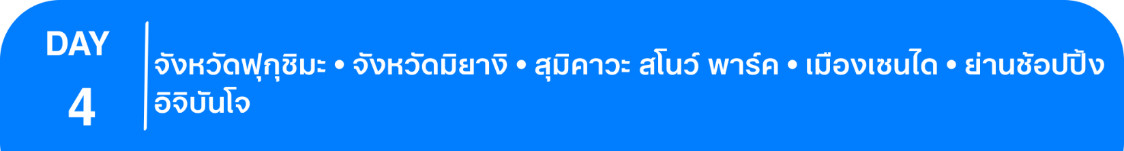 DAY
4
จังหวัดฟุกุชิมะ • จังหวัดมิยางิ • สุมิคาวะ สโนว์ พาร์ค • เมืองเซนได • ย่านช้อปปิ้ง
อิจิบันโจ